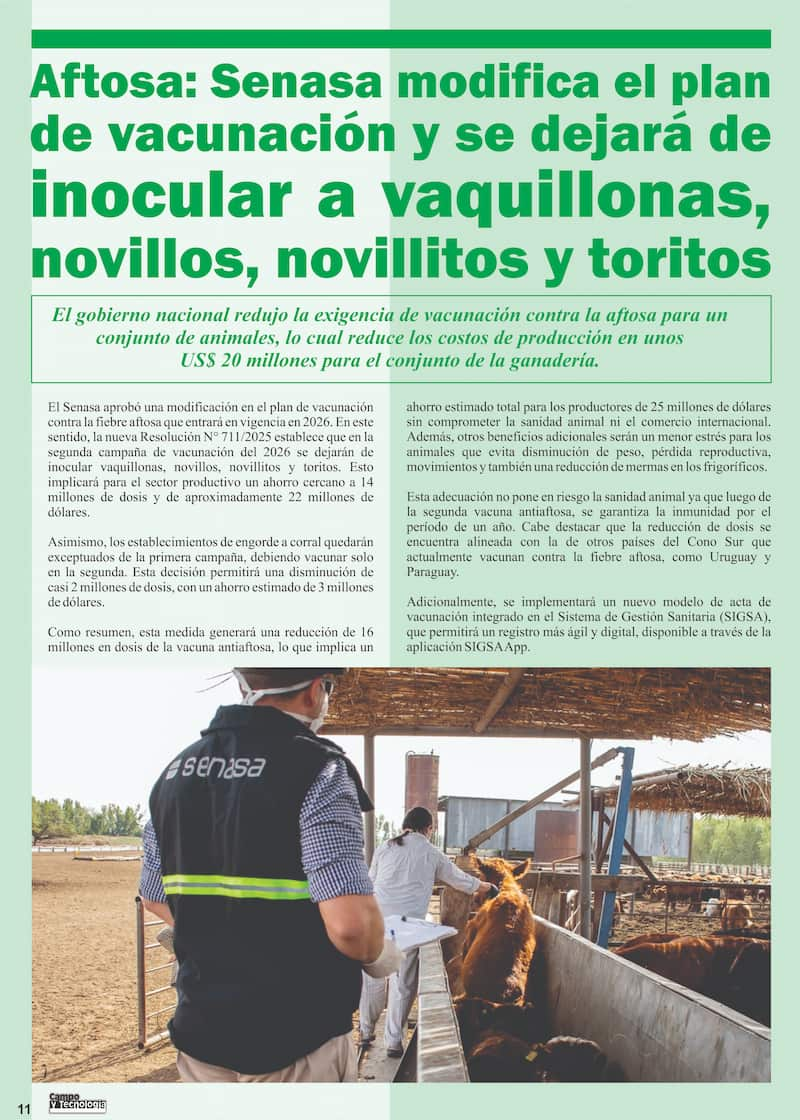 Aftosa: Senasa modifica el plan
de vacunación y se dejará de
inocular a vaquillonas,
novillos, novillitos y toritos
El gobierno nacional redujo la exigencia de vacunación contra la aftosa para un
conjunto de animales, lo cual reduce los costos de producción en unos
US$ 20 millones para el conjunto de la ganadería.
El Senasa aprobó una modificación en el plan de vacunación
contra la fiebre aftosa que entrará en vigencia en 2026. En este
sentido, la nueva Resolución N° 711/2025 establece que en la
segunda campaña de vacunación del 2026 se dejarán de
inocular vaquillonas, novillos, novillitos y toritos. Esto
implicará para el sector productivo un ahorro cercano a 14
millones de dosis y de aproximadamente 22 millones de
dólares.
Asimismo, los establecimientos de engorde a corral quedarán
exceptuados de la primera campaña, debiendo vacunar solo
en la segunda. Esta decisión permitirá una disminución de
casi 2 millones de dosis, con un ahorro estimado de 3 millones
de dólares.
Como resumen, esta medida generará una reducción de 16
millones en dosis de la vacuna antiaftosa, lo que implica un
ahorro estimado total para los productores de 25 millones de dólares
sin comprometer la sanidad animal ni el comercio internacional.
Además, otros beneficios adicionales serán un menor estrés para los
animales que evita disminución de peso, pérdida reproductiva,
movimientos y también una reducción de mermas en los frigoríficos.
Esta adecuación no pone en riesgo la sanidad animal ya que luego de
la segunda vacuna antiaftosa, se garantiza la inmunidad por el
período de un año. Cabe destacar que la reducción de dosis se
encuentra alineada con la de otros países del Cono Sur que
actualmente vacunan contra la fiebre aftosa, como Uruguay y
Paraguay.
Adicionalmente, se implementará un nuevo modelo de acta de
vacunación integrado en el Sistema de Gestión Sanitaria (SIGSA),
que permitirá un registro más ágil y digital, disponible a través de la
aplicación SIGSAApp.
senasa
11
Campo
y Tecnología